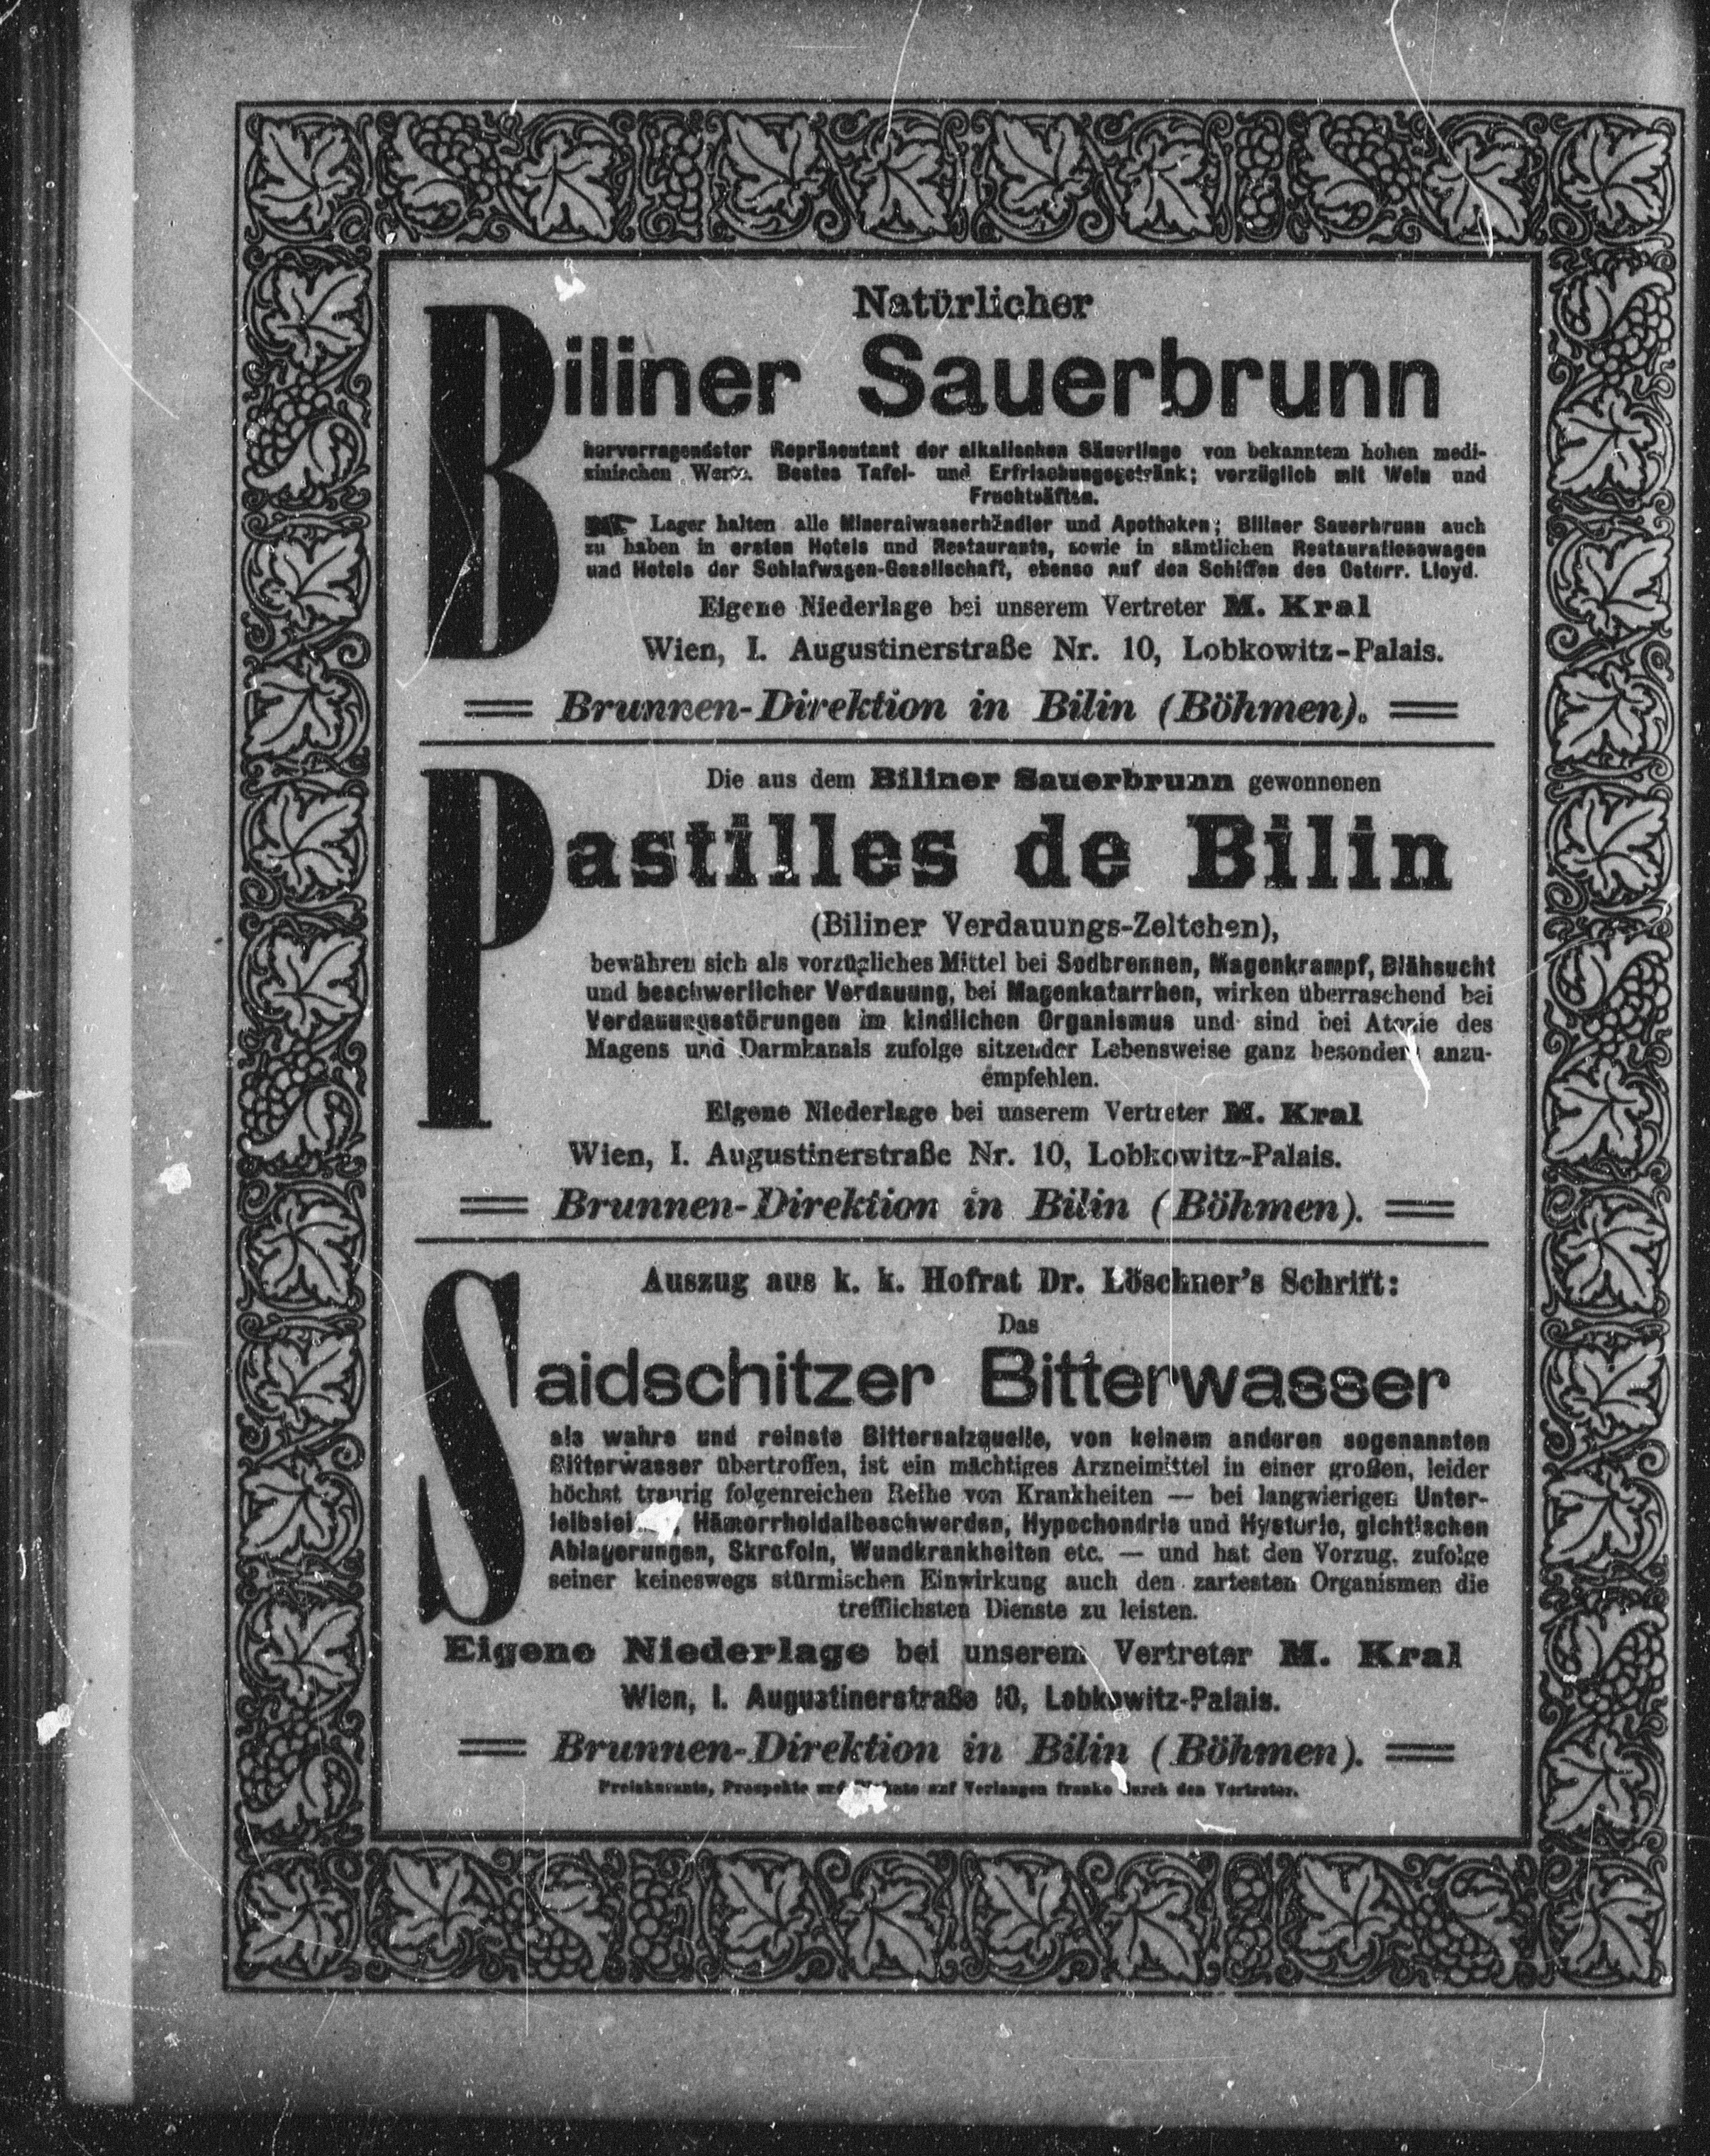 Natürlicher
Biliner Sauerbrunn
hervorragendster Repräsentant der alkalischen Säuerlinge von bekanntem hohen medi-
zinischen Werte. Bestes Tafel- und Erfrischungsgetränk; vorzüglich mit Wein und
Fruchtsäften.
Lager halten alle Mineralwasserhändler und Apotheken; Biliner Sauerbrunn auch
zu haben in ersten Hotels und Restaurants, sowie in sämtlichen Restaurationswagen
und Hotels der Schlafwagen-Gesellschaft, ebenso auf den Schiffen des Österr. Lloyd.
Eigene Niederlage bei unserem Vertreter M. Kral
Wien, I. Augustinerstraße Nr. 10, Lobkowitz-Palais.
Brunnen-Direktion in Bilin (Böhmen).
Die aus dem Biliner Sauerbrunn gewonnenen
Pastilles de Bilin
(Biliner Verdauungs-Zeltchen),
bewähren sich als vorzügliches Mittel bei Sodbrennen, Magenkrampf, Blähsucht
und beschwerlicher Verdauung, bei Magenkatarrhen, wirken überraschend bei
Verdauungsstörungen im kindlichen Organismus und sind bei Atonie des
Magens und Darmkanals zufolge sitzender Lebensweise ganz besonders anzu-
empfehlen.
Eigene Niederlage bei unserem Vertreter M. Kral
Wien, I. Augustinerstraße Nr. 10, Lobkowitz-Palais.
Brunnen-Direktion in Bilin (Böhmen).
Auszug aus k. k. Hofrat Dr. Löschner's Schrift:
Das
Saidschitzer Bitterwasser
als wahre und reinste Bittersalzquelle, von keinem anderen sogenannten
Bitterwasser übertroffen, ist ein mächtiges Arzneimittel in einer großen, leider
höchst traurig folgenreichen Reihe von Krankheiten — bei langwierigen Unter-
Hämorrhoidalbeschwerden, Hypochondrie und Hysterie, gichtischen
Ablagerungen, Skrofeln, Wundkrankheiten etc. — und hat den Vorzug, zufolge
seiner keineswegs stürmischen Einwirkung auch den zartesten Organismen die
trefflichsten Dienste zu leisten.
Eigene Niederlage bei unserem Vertreter M. Kral
Wien, I. Augustinerstraße 10, Lobkowitz-Palais.
Brunnen-Direktion in Bilin (Böhmen).
Preiskurante, Prospekte und auf Verlangen franko durch den Vertreter.